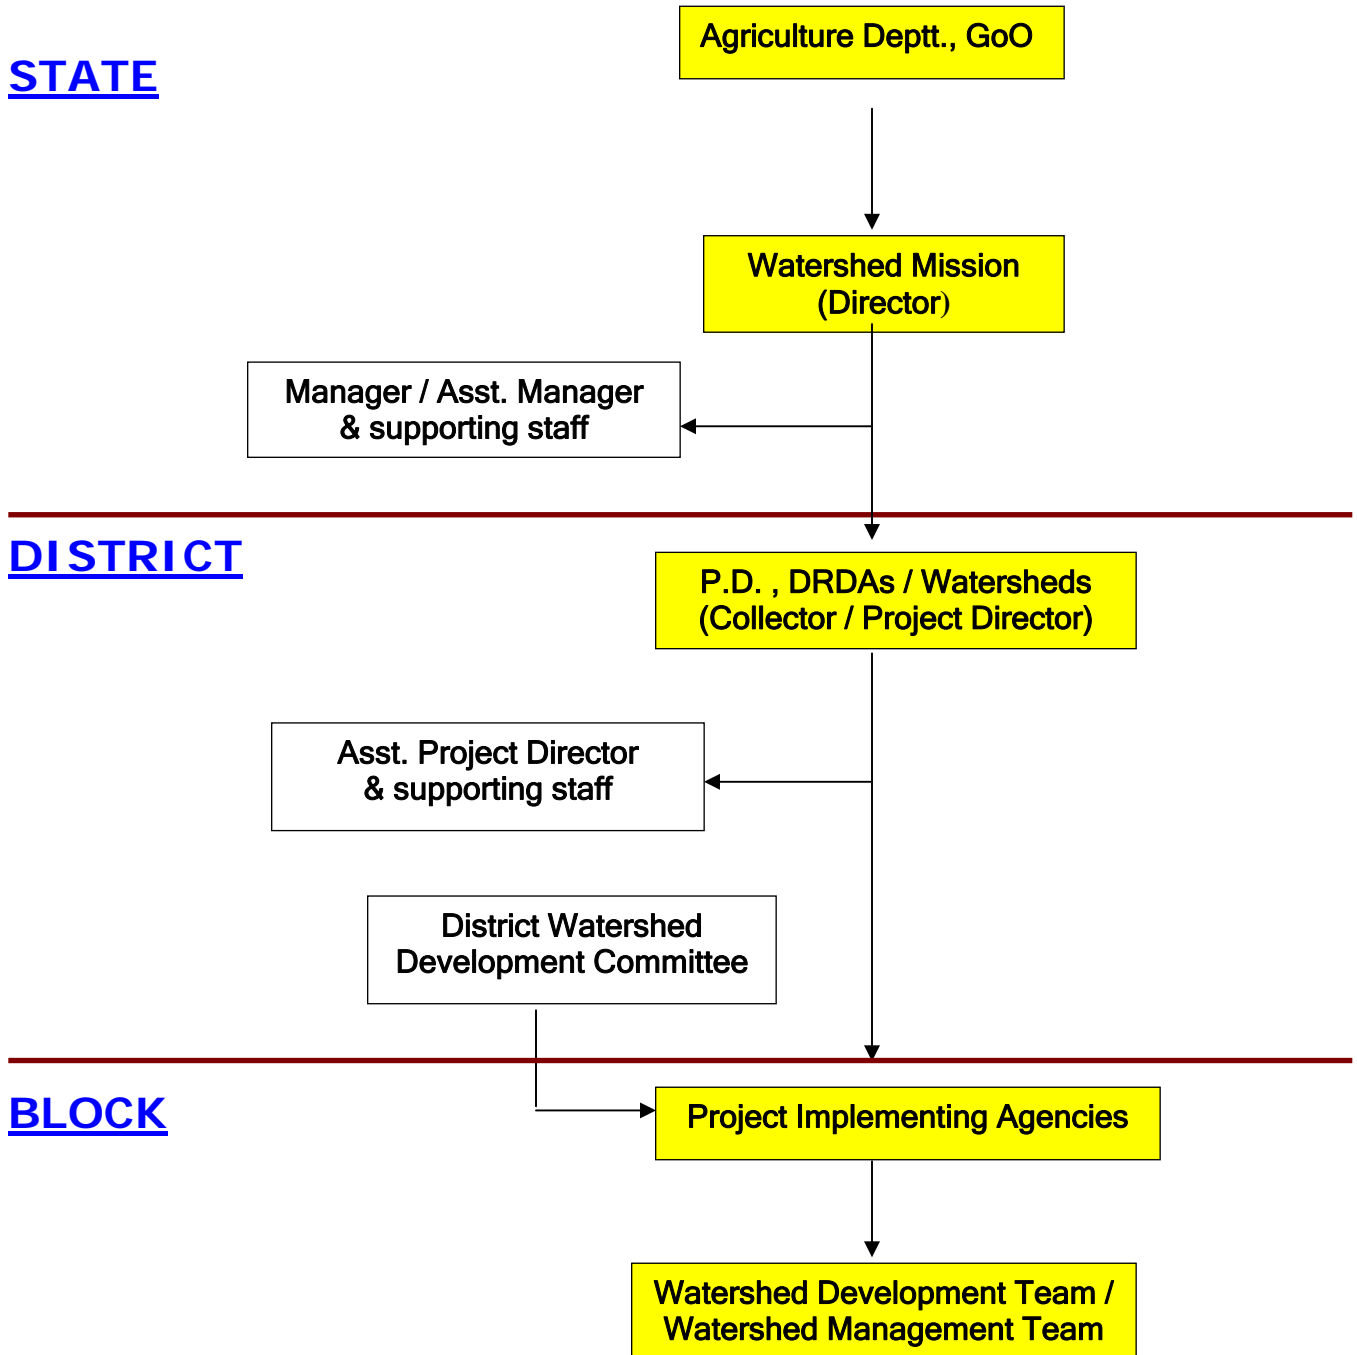 Agriculture Deptt., GoO
STATE
Watershed Mission
(Director)
Manager / Asst. Manager
& supporting staff
DISTRICT
P.D. , DRDAs / Watersheds
(Collector / Project Director)
Asst. Project Director
& supporting staff
District Watershed
Development Committee
BLOCK
Project Implementing Agencies
Watershed Development Team /
Watershed Management Team